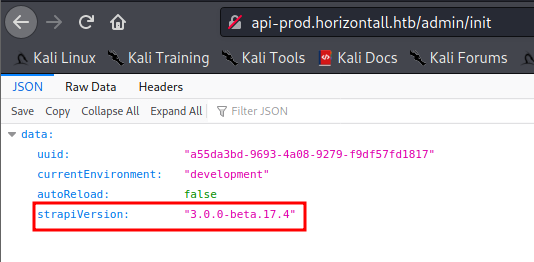 api-prod.horizontall.htb/admin/init
Kali Linux Kali Training Kali Tools Kali Docs Kali Forums
JSON Raw Data Headers
Save Copy Collapse All Expand All Filter JSON
data:
uuid: "a55da3bd-9693-4a08-9279-f9df57fd1817"
currentEnvironment: "development"
autoReload: false
strapiVersion: "3.0.0-beta.17.4"